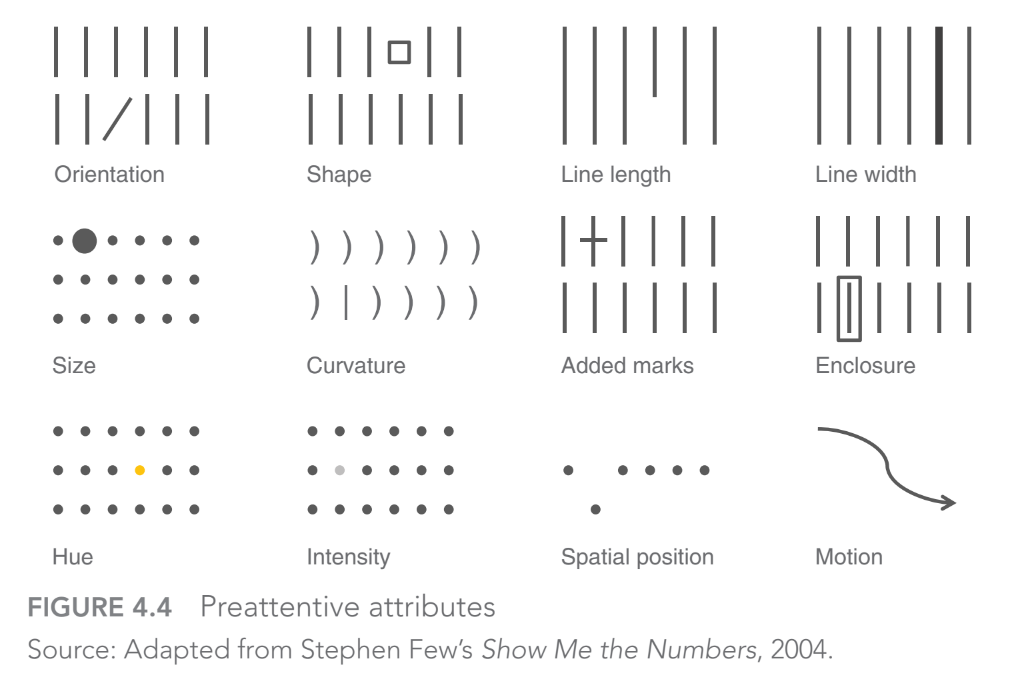 Orientation
Shape
Line length
Line width
Size
Curvature
Added marks
Enclosure
Hue
Intensity
Spatial position
Motion
FIGURE 4.4 Preattentive attributes
Source: Adapted from Stephen Few’s Show Me the Numbers, 2004.